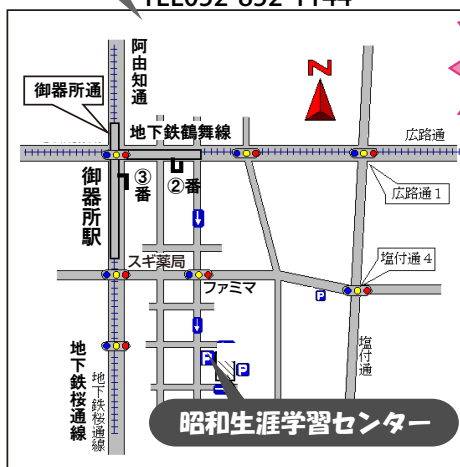 TEL052-852-1144
阿由知通
御器所通
N
地下鉄鶴舞線
広路通
③番
②番
御器所駅
広路通1
スギ薬局
塩付通4
ファミマ
P
塩付通
地下鉄桜通線
地下鉄桜通線
P
P
昭和生涯学習センター